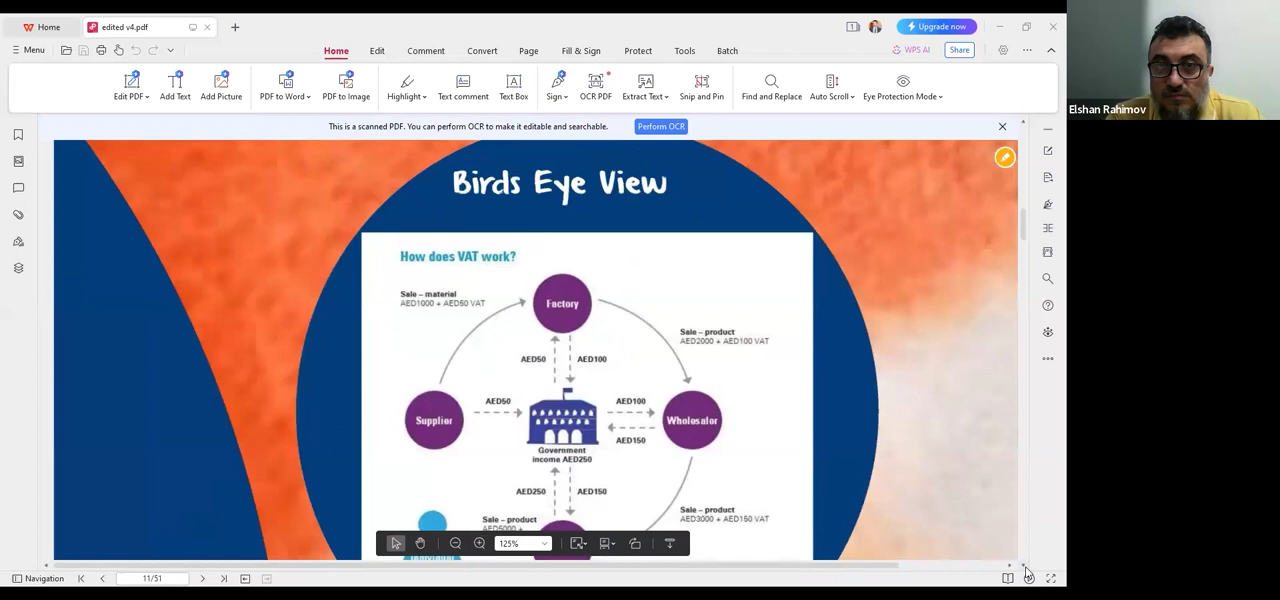 Home
edited v4.pdf
Upgrade now
Menu
Home
Edit
Comment
Convert
Page
Fill & Sign
Protect
Tools
Batch
WPS AI
Share
Edit PDF
Add Text
Add Picture
PDF to Word
PDF to Image
Highlight
Text comment
Text Box
Sign
OCR PDF
Extract Text
Snip and Pin
Find and Replace
Auto Scroll
Eye Protection Mode
Elshan Rahimov
This is a scanned PDF. You can perform OCR to make it editable and searchable.
Perform OCR
Birds Eye View
How does VAT work?
Sale – material
AED1000 + AED50 VAT
Factory
Sale – product
AED2000 + AED100 VAT
AED50
AED100
Supplier
AED50
AED100
Wholesaler
AED150
Government
income AED250
AED250
AED150
Sale – product
AED5000 +
Sale – product
AED3000 + AED150 VAT
125%
Navigation
11/51